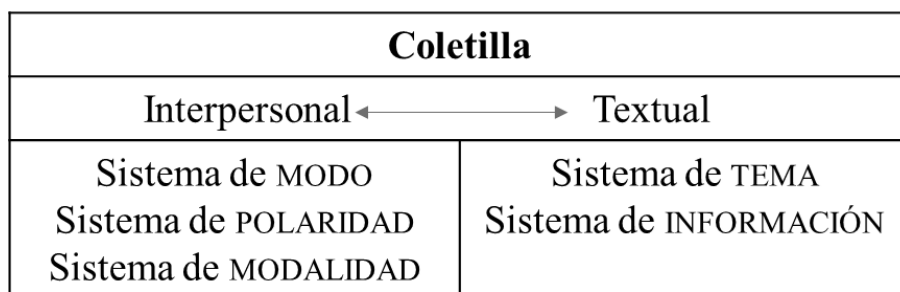 Coletilla
Interpersonal Textual
Sistema de MODO
Sistema de POLARIDAD
Sistema de MODALIDAD
Sistema de TEMA
Sistema de INFORMACIÓN